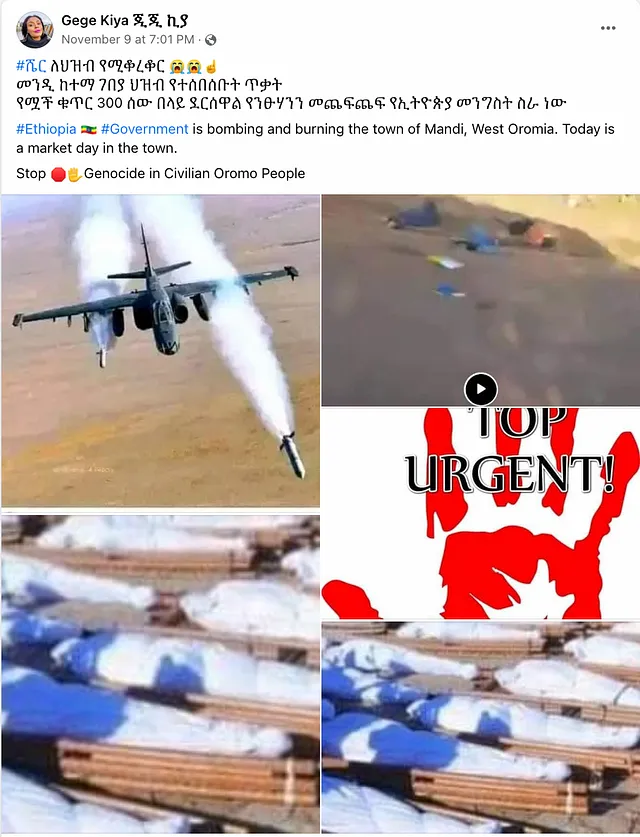 Gege Kiya ጂጂ ኪያ
November 9 at 7:01 PM ·
#ሼር ለህዝብ የሚቆረቆር 😭😭☝️
መንዲ ከተማ 7በያ ህዝብ የተሰበሰቡት ጥቃት
የሟች ቁጥር 300 ሰው በላይ ደርሰዋል የንፁሃንን መጨፍጨፍ የኢትዮጵያ መንግስት ስራ ነው
#Ethiopia 🇪🇹 #Government is bombing and burning the town of Mandi, West Oromia. Today is
a market day in the town.
Stop 🛑✋Genocide in Civilian Oromo People
TOP
URGENT!